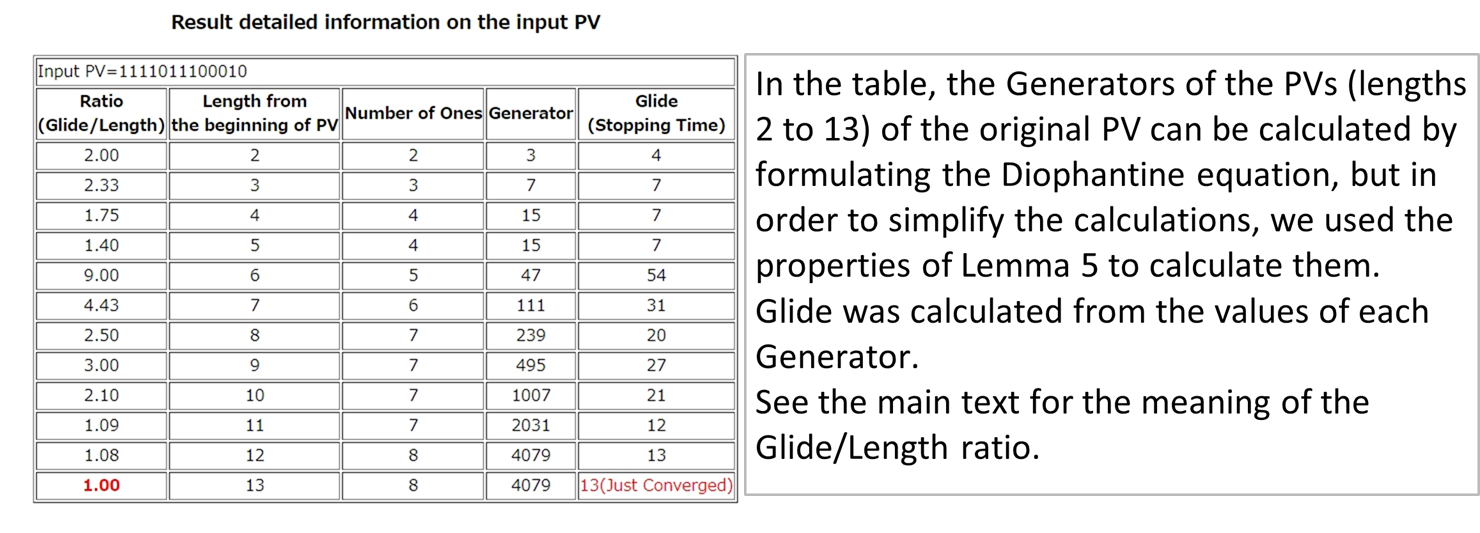 Result detailed information on the input PV
Input PV=1111011100010
Ratio (Glide/Length) Length from the beginning of PV Number of Ones Generator Glide (Stopping Time)
2.00 2 2 3 4
2.33 3 3 7 7
1.75 4 4 15 7
1.40 5 4 15 7
9.00 6 5 47 54
4.43 7 6 111 31
2.50 8 7 239 20
3.00 9 7 495 27
2.10 10 7 1007 21
1.09 11 7 2031 12
1.08 12 8 4079 13
1.00 13 8 4079 13(Just Converged)
In the table, the Generators of the PVs (lengths
2 to 13) of the original PV can be calculated by
formulating the Diophantine equation, but in
order to simplify the calculations, we used the
properties of Lemma 5 to calculate them.
Glide was calculated from the values of each
Generator.
See the main text for the meaning of the
Glide/Length ratio.